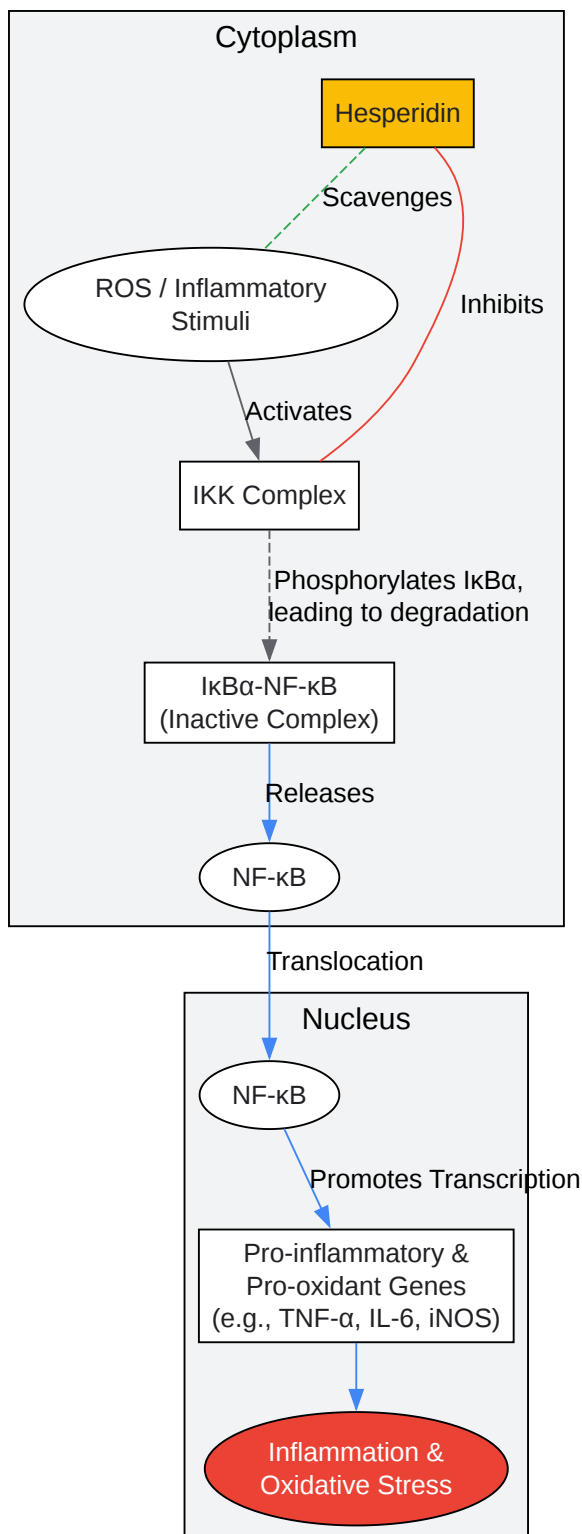 Cytoplasm
Hesperidin
Scavenges
ROS / Inflammatory
Stimuli
Inhibits
Activates
IKK Complex
Phosphorylates IκBα,
leading to degradation
IκBα-NF-κB
(Inactive Complex)
Releases
NF-κB
Translocation
Nucleus
NF-κB
Promotes Transcription
Pro-inflammatory &
Pro-oxidant Genes
(e.g., TNF-α, IL-6, iNOS)
Inflammation &
Oxidative Stress